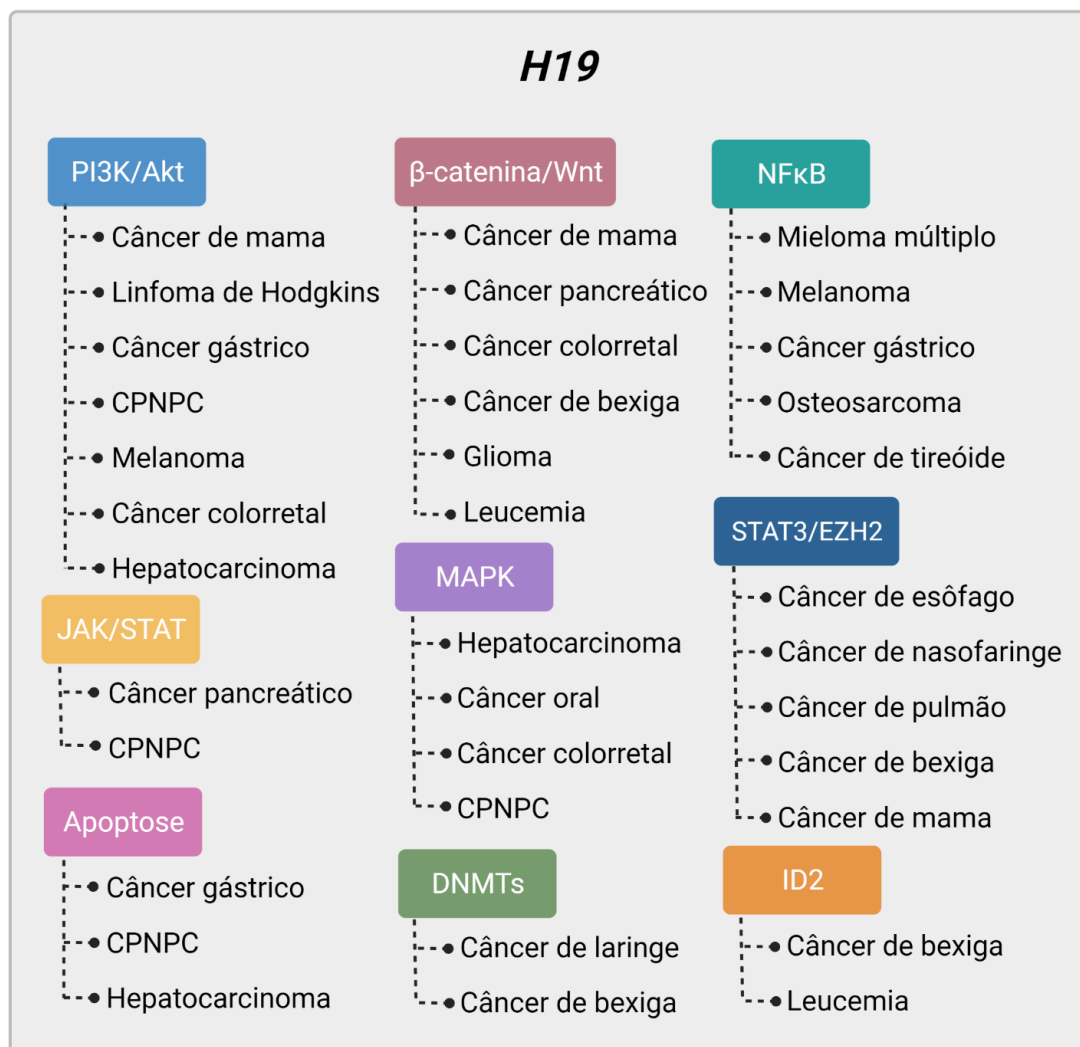 H19
PI3K/Akt
Câncer de mama
Linfoma de Hodgkins
Câncer gástrico
CPNPC
Melanoma
Câncer colorretal
Hepatocarcinoma
JAK/STAT
Câncer pancreático
CPNPC
Apoptose
Câncer gástrico
CPNPC
Hepatocarcinoma
β-catenina/Wnt
Câncer de mama
Câncer pancreático
Câncer colorretal
Câncer de bexiga
Glioma
Leucemia
MAPK
Hepatocarcinoma
Câncer oral
Câncer colorretal
CPNPC
DNMTs
Câncer de laringe
Câncer de bexiga
NFκB
Mieloma múltiplo
Melanoma
Câncer gástrico
Osteosarcoma
Câncer de tireóide
STAT3/EZH2
Câncer de esôfago
Câncer de nasofaringe
Câncer de pulmão
Câncer de bexiga
Câncer de mama
ID2
Câncer de bexiga
Leucemia